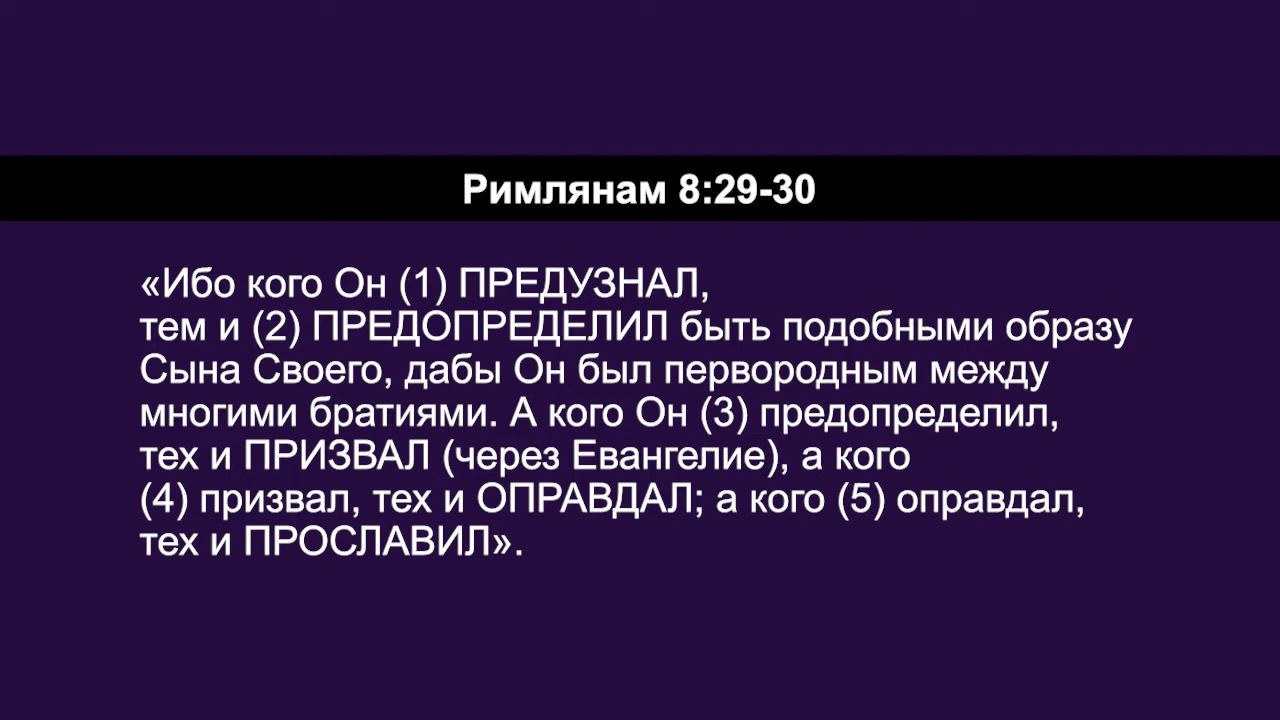 Римлянам 8:29-30
«Ибо кого Он (1) ПРЕДУЗНАЛ,
тем и (2) ПРЕДОПРЕДЕЛИЛ быть подобными образу
Сына Своего, дабы Он был первородным между
многими братиями. А кого Он (3) предопределил,
тех и ПРИЗВАЛ (через Евангелие), а кого
(4) призвал, тех и ОПРАВДАЛ; а кого (5) оправдал,
тех и ПРОСЛАВИЛ».